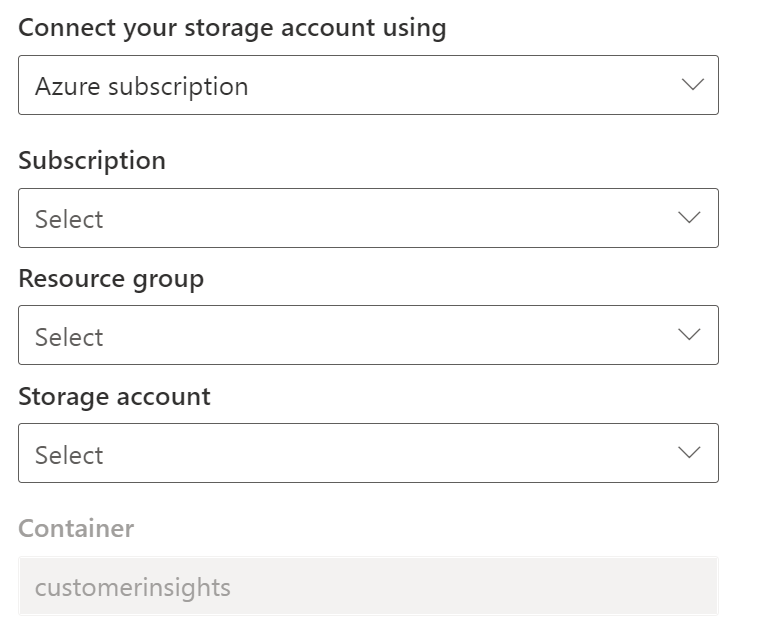 Connect your storage account using
Azure subscription
Subscription
Select
Resource group
Select
Storage account
Select
Container
customerinsights